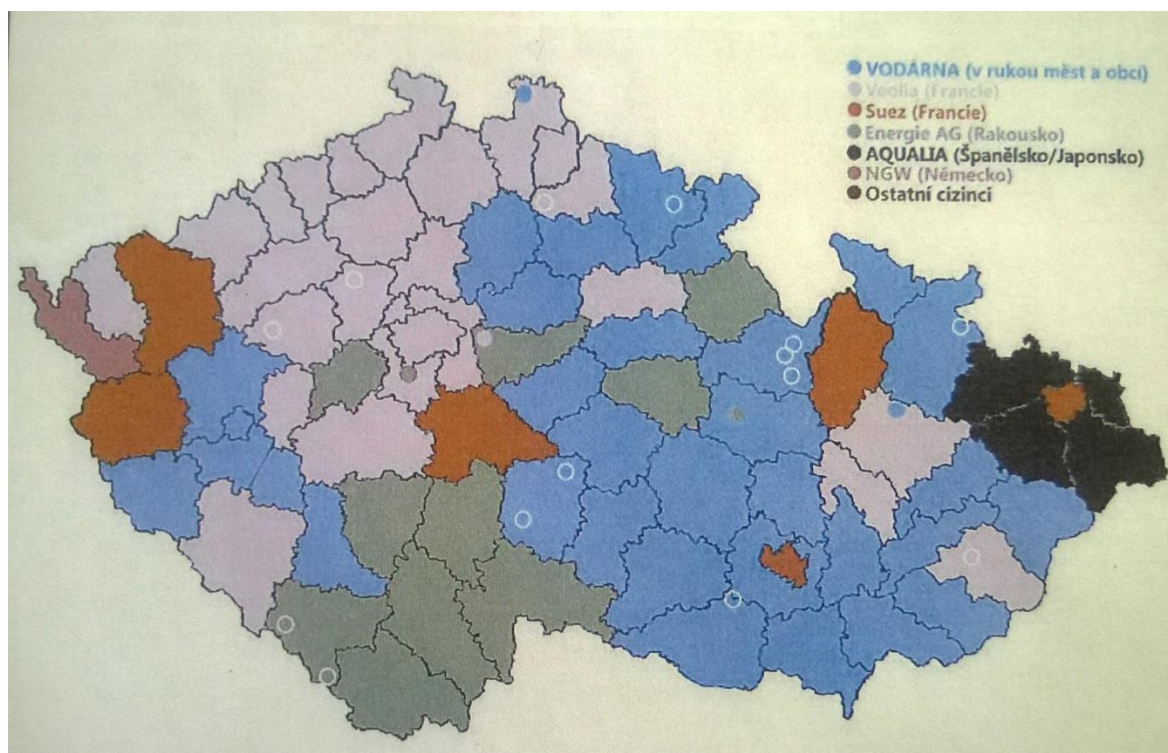 VODÁRNA (v rukou měst a obcí)
Veolia (Francie)
Suez (Francie)
Energie AG (Rakousko)
AQUALIA (Španělsko/Japonsko)
NGW (Německo)
Ostatní cizinci